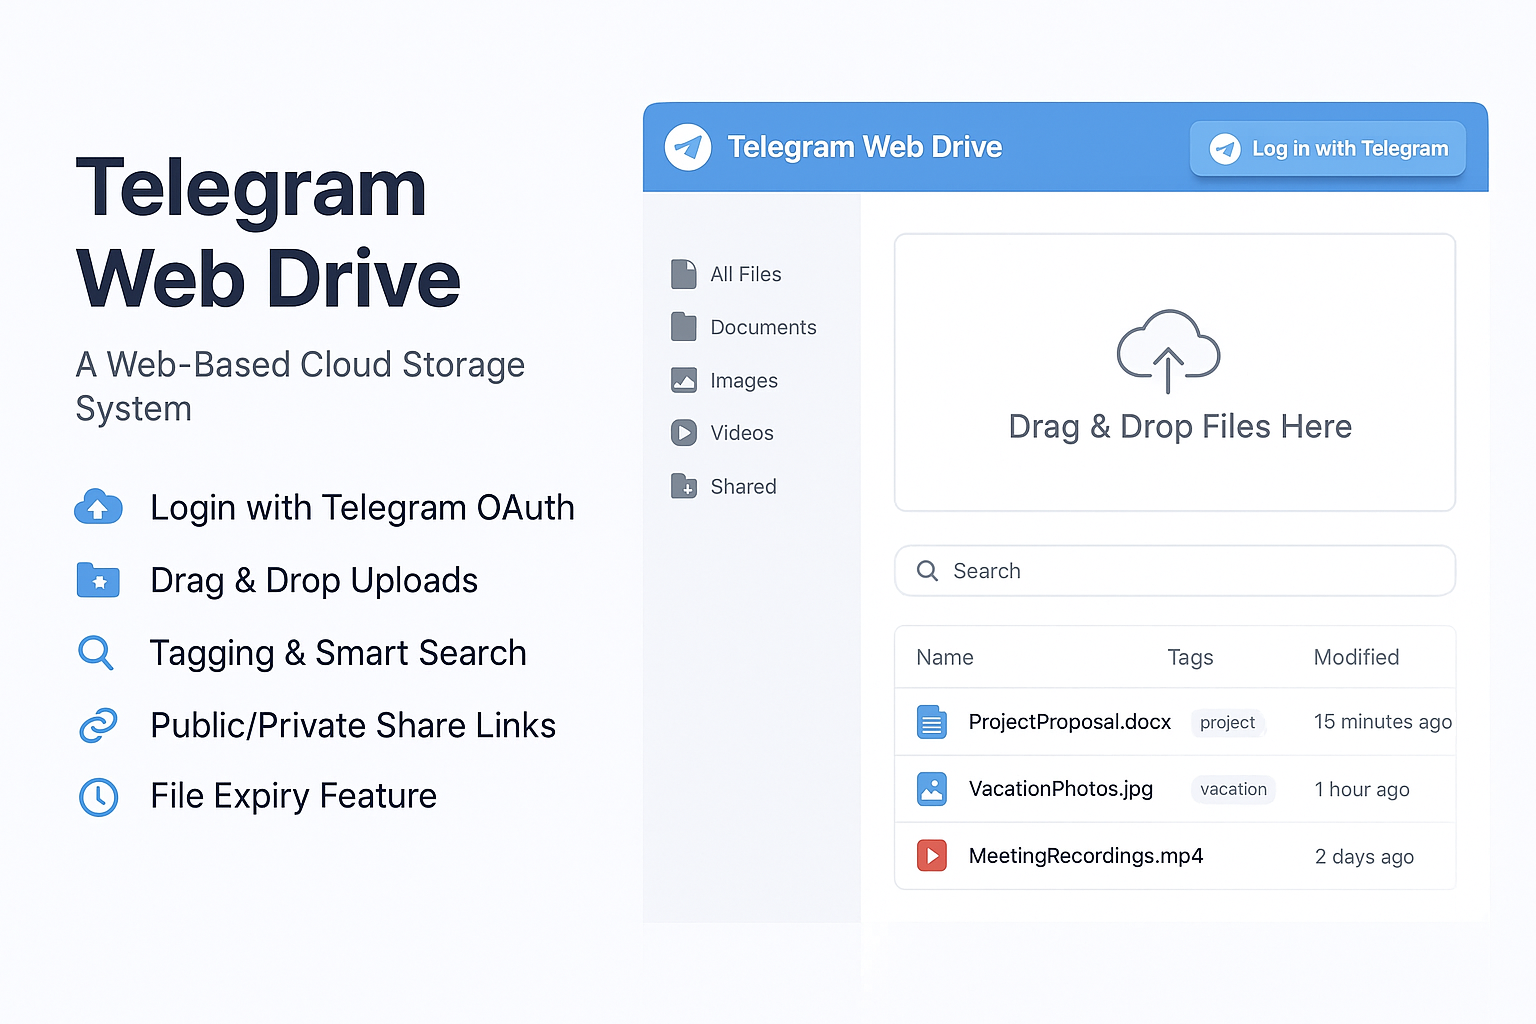 Telegram
Web Drive
A Web-Based Cloud Storage
System
Login with Telegram OAuth
Drag & Drop Uploads
Tagging & Smart Search
Public/Private Share Links
File Expiry Feature
Telegram Web Drive
Log in with Telegram
All Files
Documents
Images
Videos
Shared
Drag & Drop Files Here
Search
Name Tags Modified
ProjectProposal.docx project 15 minutes ago
VacationPhotos.jpg vacation 1 hour ago
MeetingRecordings.mp4 2 days ago